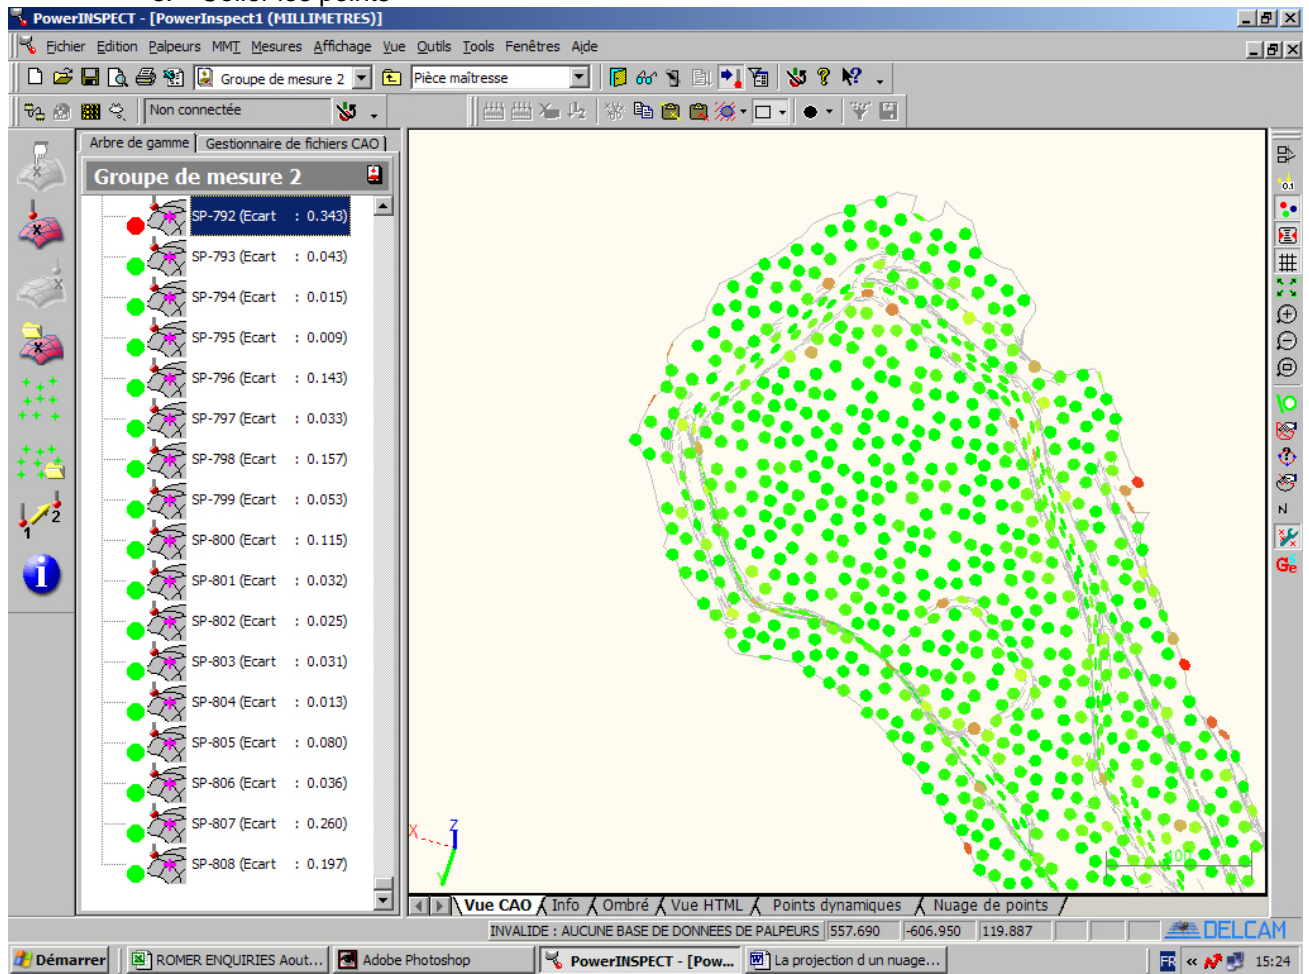 PowerINSPECT - [PowerInspect1 (MILLIMETRES)]
Fichier Edition Palpeurs MMT Mesures Affichage Vue Outils Tools Fenêtres Aide
Groupe de mesure 2 Pièce maîtresse
Non connectée
Arbre de gamme Gestionnaire de fichiers CAO
Groupe de mesure 2
SP-792 (Ecart : 0.343)
SP-793 (Ecart : 0.043)
SP-794 (Ecart : 0.015)
SP-795 (Ecart : 0.009)
SP-796 (Ecart : 0.143)
SP-797 (Ecart : 0.033)
SP-798 (Ecart : 0.157)
SP-799 (Ecart : 0.053)
SP-800 (Ecart : 0.115)
SP-801 (Ecart : 0.032)
SP-802 (Ecart : 0.025)
SP-803 (Ecart : 0.031)
SP-804 (Ecart : 0.013)
SP-805 (Ecart : 0.080)
SP-806 (Ecart : 0.036)
SP-807 (Ecart : 0.260)
SP-808 (Ecart : 0.197)
X Z
Y
100
Vue CAO Info Ombré Vue HTML Points dynamiques Nuage de points
INVALIDE : AUCUNE BASE DE DONNEES DE PALPEURS 557.690 -606.950 119.887
DELCAM
Démarrer ROMER ENQUIRIES Aout... Adobe Photoshop PowerINSPECT - [Pow... La projection d un nuage... FR « 15:24